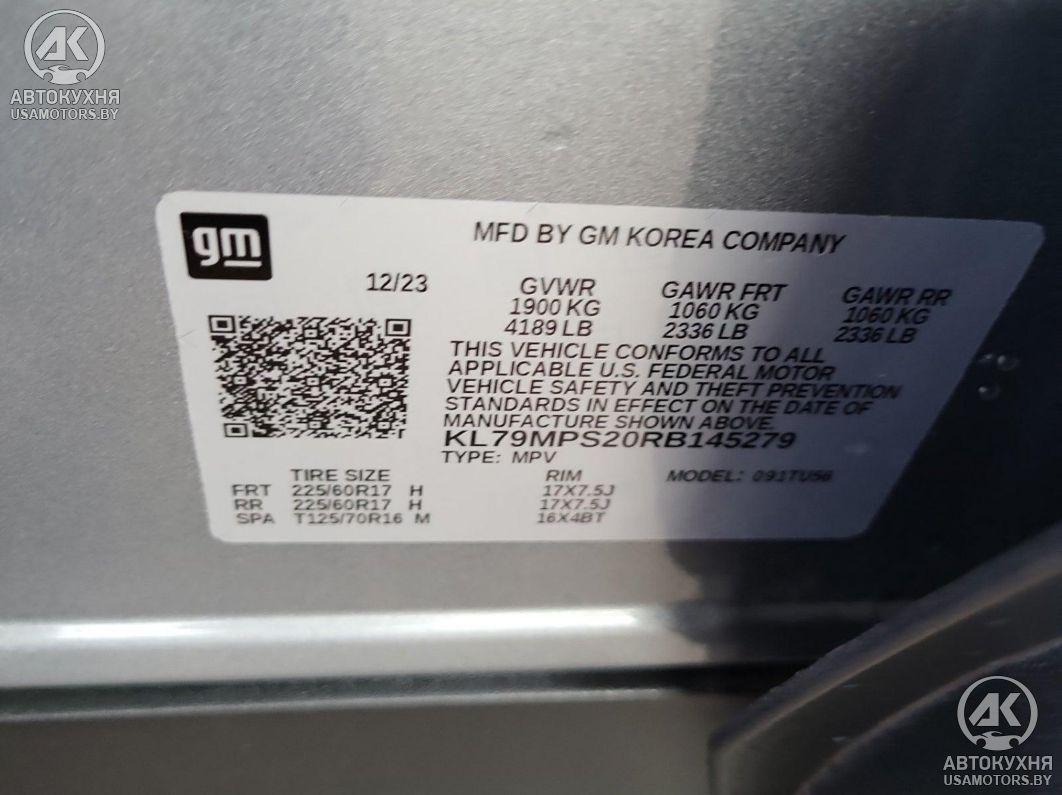 AK
АВТОКУХНЯ
USAMOTORS.BY
gm
MFD BY GM KOREA COMPANY
12/23 GVWR GAWR FRT GAWR RR
1900 KG 1060 KG 1060 KG
4189 LB 2336 LB 2336 LB
THIS VEHICLE CONFORMS TO ALL
APPLICABLE U.S. FEDERAL MOTOR
VEHICLE SAFETY AND THEFT PREVENTION
STANDARDS IN EFFECT ON THE DATE OF
MANUFACTURE SHOWN ABOVE.
KL79MPS20RB145279
TYPE: MPV
TIRE SIZE RIM MODEL: 091TU56
FRT 225/60R17 H 17X7.5J
RR 225/60R17 H 17X7.5J
SPA T125/70R16 M 16X4BT
AK
АВТОКУХНЯ
USAMOTORS.BY